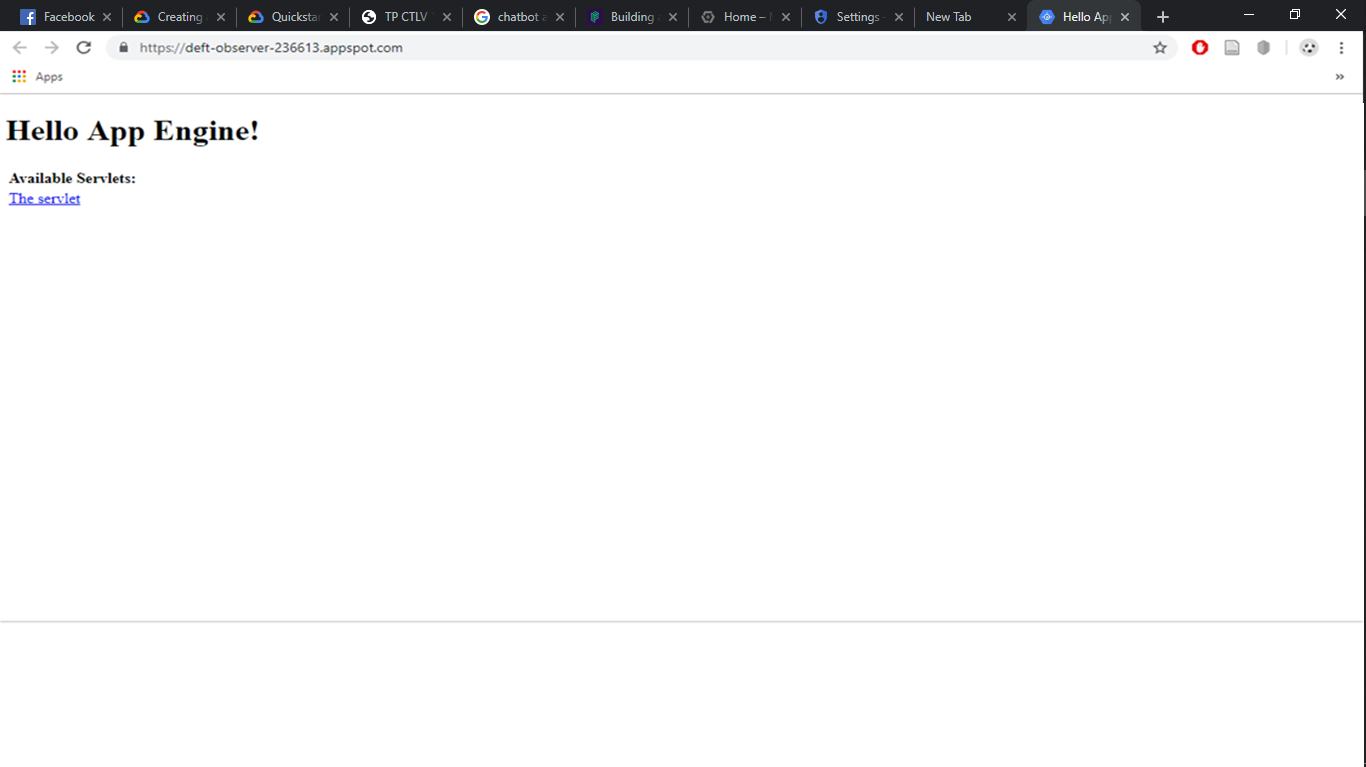 Facebook
Creating
Quickstar
TP CTLV
chatbot a
Building
Home –
Settings
New Tab
Hello App
https://deft-observer-236613.appspot.com
Apps
Hello App Engine!
Available Servlets:
The servlet